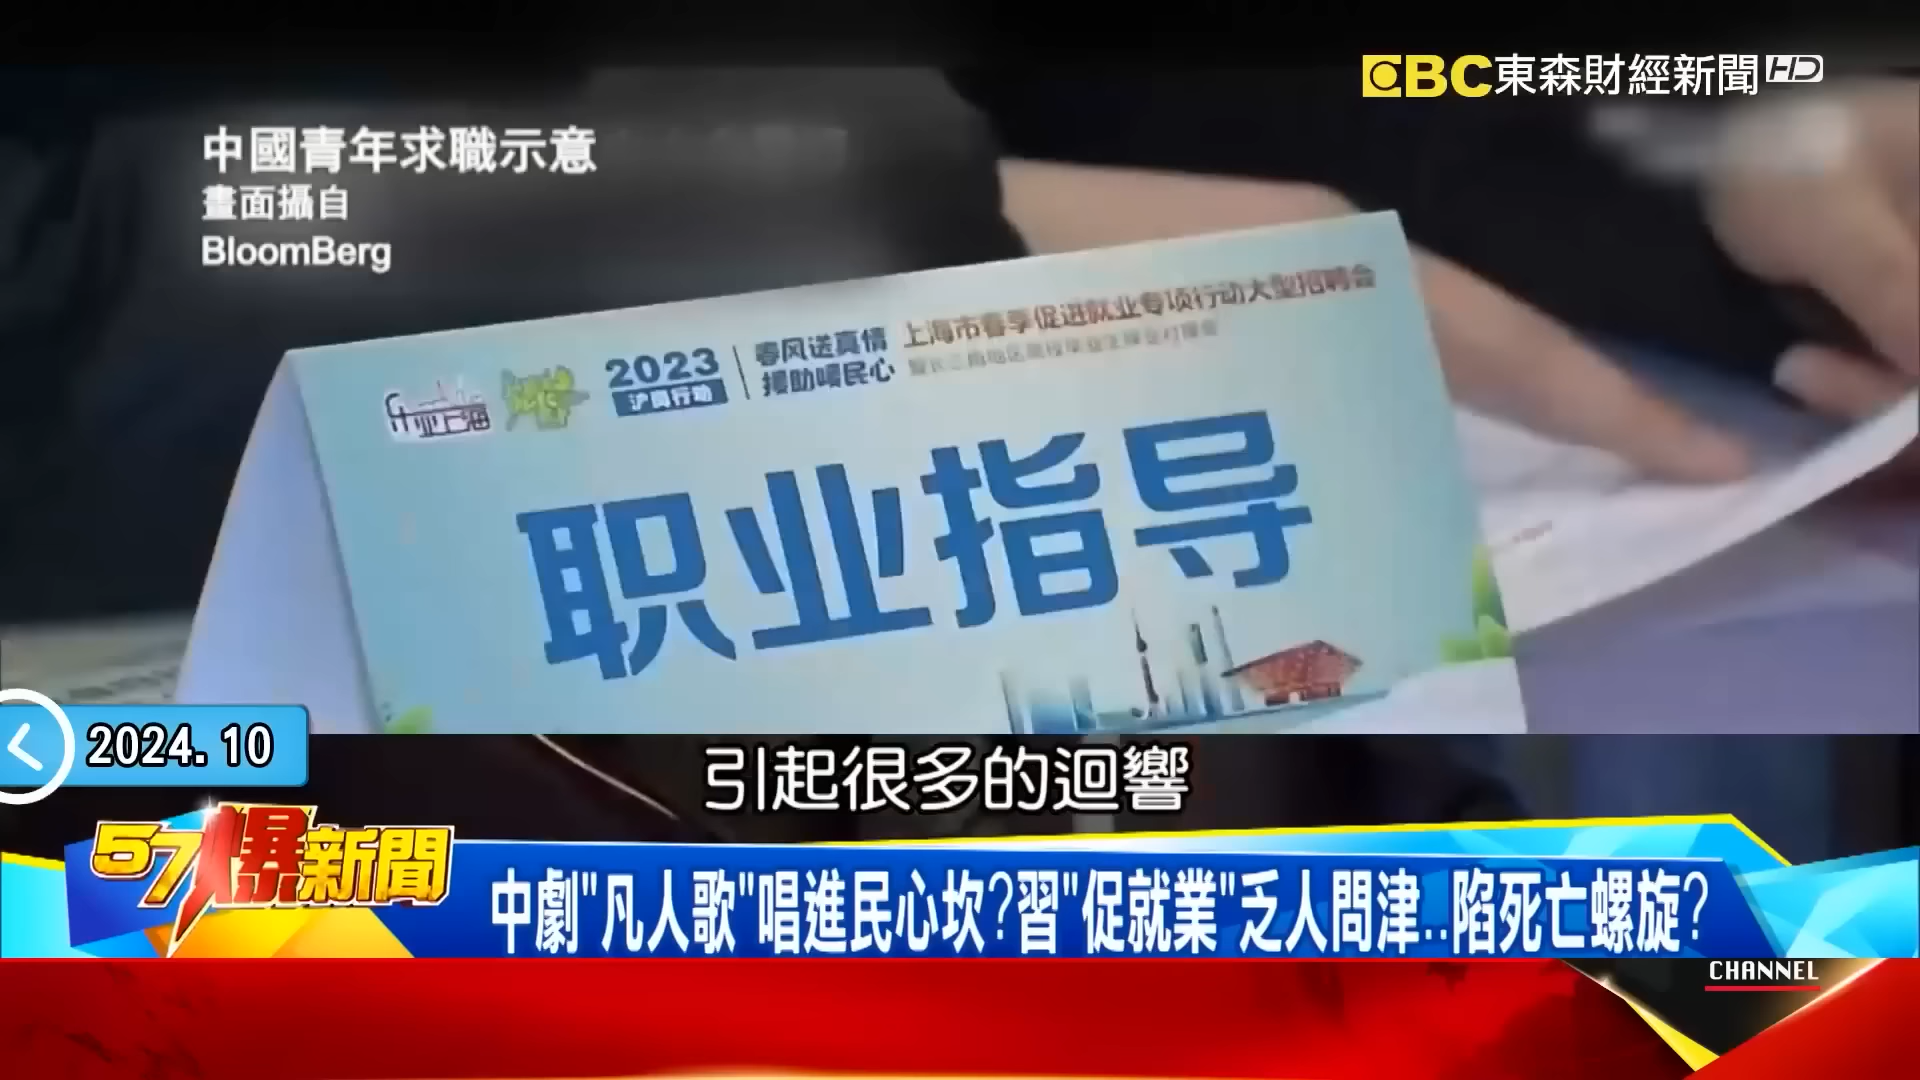 EBC東森財經新聞HD
中國青年求職示意
畫面攝自
BloomBerg
上海市春季促进就业专项行动大型招聘会
春风送真情
援助暖民心
2023
职业指导
2024.10
引起很多的迴響
57爆新聞
中劇"凡人歌"唱進民心坎?習"促就業"乏人問津..陷死亡螺旋?
CHANNEL